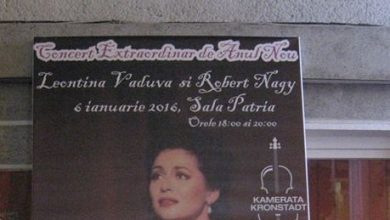 Concert Extraordinar de Anul Nou
Leontina Vaduva si Robert Nagy
6 ianuarie 2016, Sala Patria
Orele 18:00 si 20:00
KAMERATA
KRONSTADT